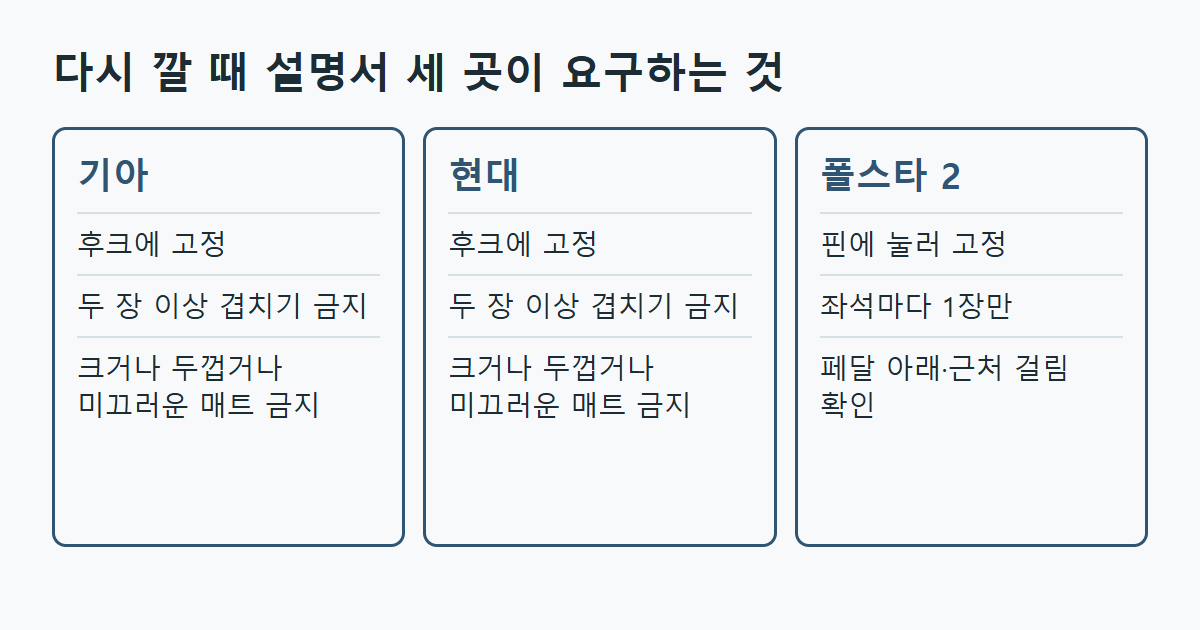 다시 깔 때 설명서 세 곳이 요구하는 것
기아
후크에 고정
두 장 이상 겹치기 금지
크거나 두껍거나
미끄러운 매트 금지
현대
후크에 고정
두 장 이상 겹치기 금지
크거나 두껍거나
미끄러운 매트 금지
폴스타 2
핀에 눌러 고정
좌석마다 1장만
페달 아래·근처 걸림
확인